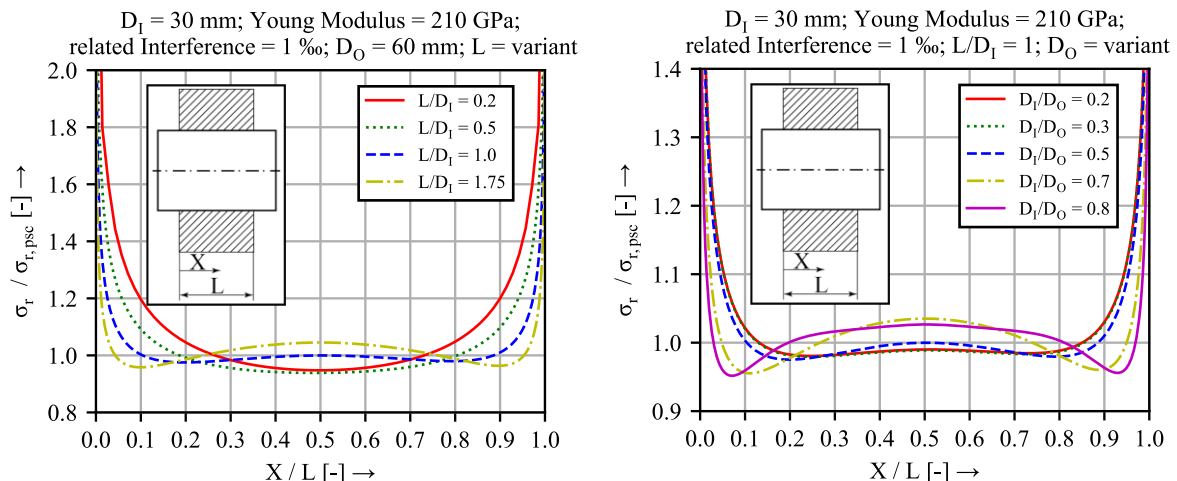 D_I = 30 mm; Young Modulus = 210 GPa;
related Interference = 1 ‰; D_O = 60 mm; L = variant
2.0
1.8
1.6
1.4
1.2
1.0
0.8
σ_r / σ_r,psc [-] →
L/D_I = 0.2
L/D_I = 0.5
L/D_I = 1.0
L/D_I = 1.75
X
L
0.0 0.1 0.2 0.3 0.4 0.5 0.6 0.7 0.8 0.9 1.0
X / L [-] →
D_I = 30 mm; Young Modulus = 210 GPa;
related Interference = 1 ‰; L/D_I = 1; D_O = variant
1.4
1.3
1.2
1.1
1.0
0.9
σ_r / σ_r,psc [-] →
D_I/D_O = 0.2
D_I/D_O = 0.3
D_I/D_O = 0.5
D_I/D_O = 0.7
D_I/D_O = 0.8
X
L
0.0 0.1 0.2 0.3 0.4 0.5 0.6 0.7 0.8 0.9 1.0
X / L [-] →